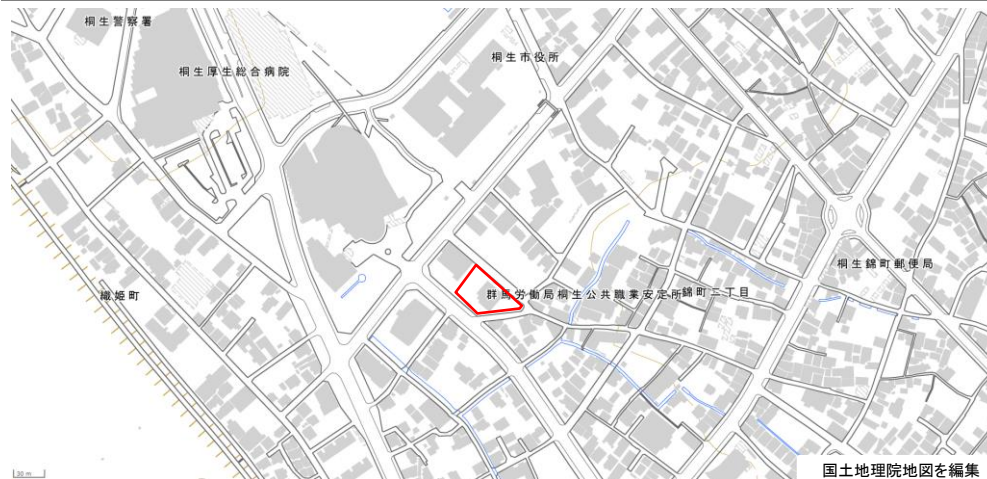 桐生警察署
桐生市役所
桐生厚生総合病院
桐生錦町郵便局
織姫町
群馬労働局桐生公共職業安定所
錦町二丁目
30 m
国土地理院地図を編集